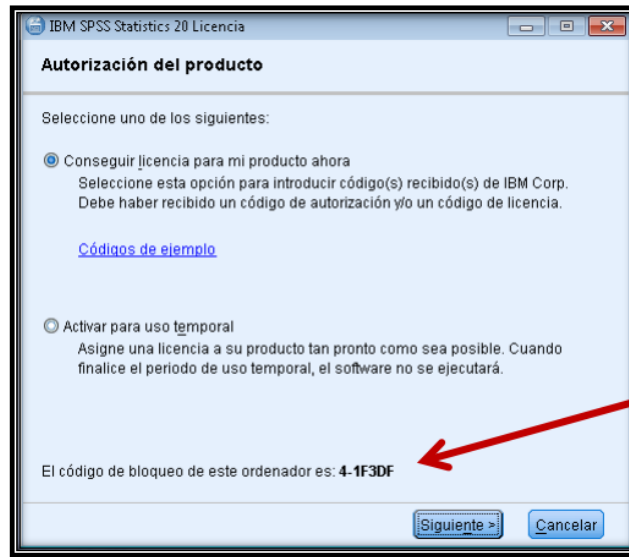 IBM SPSS Statistics 20 Licencia
Autorización del producto
Seleccione uno de los siguientes:
Conseguir licencia para mi producto ahora
Seleccione esta opción para introducir código(s) recibido(s) de IBM Corp.
Debe haber recibido un código de autorización y/o un código de licencia.
Códigos de ejemplo
Activar para uso temporal
Asigne una licencia a su producto tan pronto como sea posible. Cuando
finalice el periodo de uso temporal, el software no se ejecutará.
El código de bloqueo de este ordenador es: 4-1F3DF
Siguiente >
Cancelar